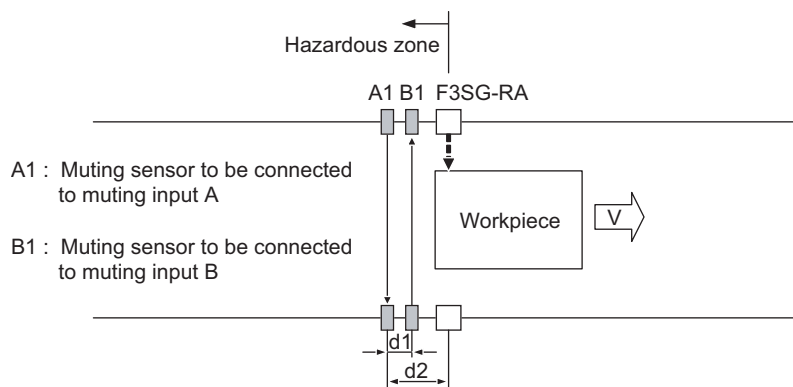 Hazardous zone
A1 B1 F3SG-RA
A1 : Muting sensor to be connected
to muting input A
B1 : Muting sensor to be connected
to muting input B
Workpiece
V
d1
d2